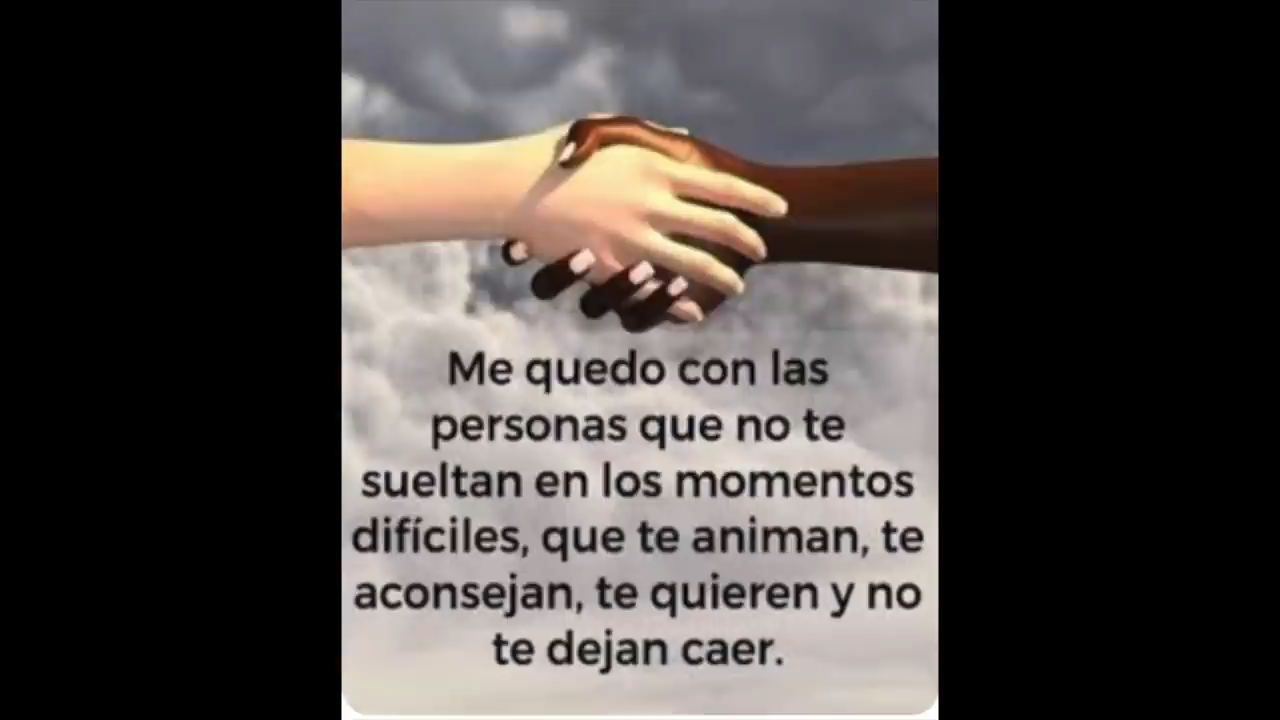 Me quedo con las
personas que no te
sueltan en los momentos
difíciles, que te animan, te
aconsejan, te quieren y no
te dejan caer.